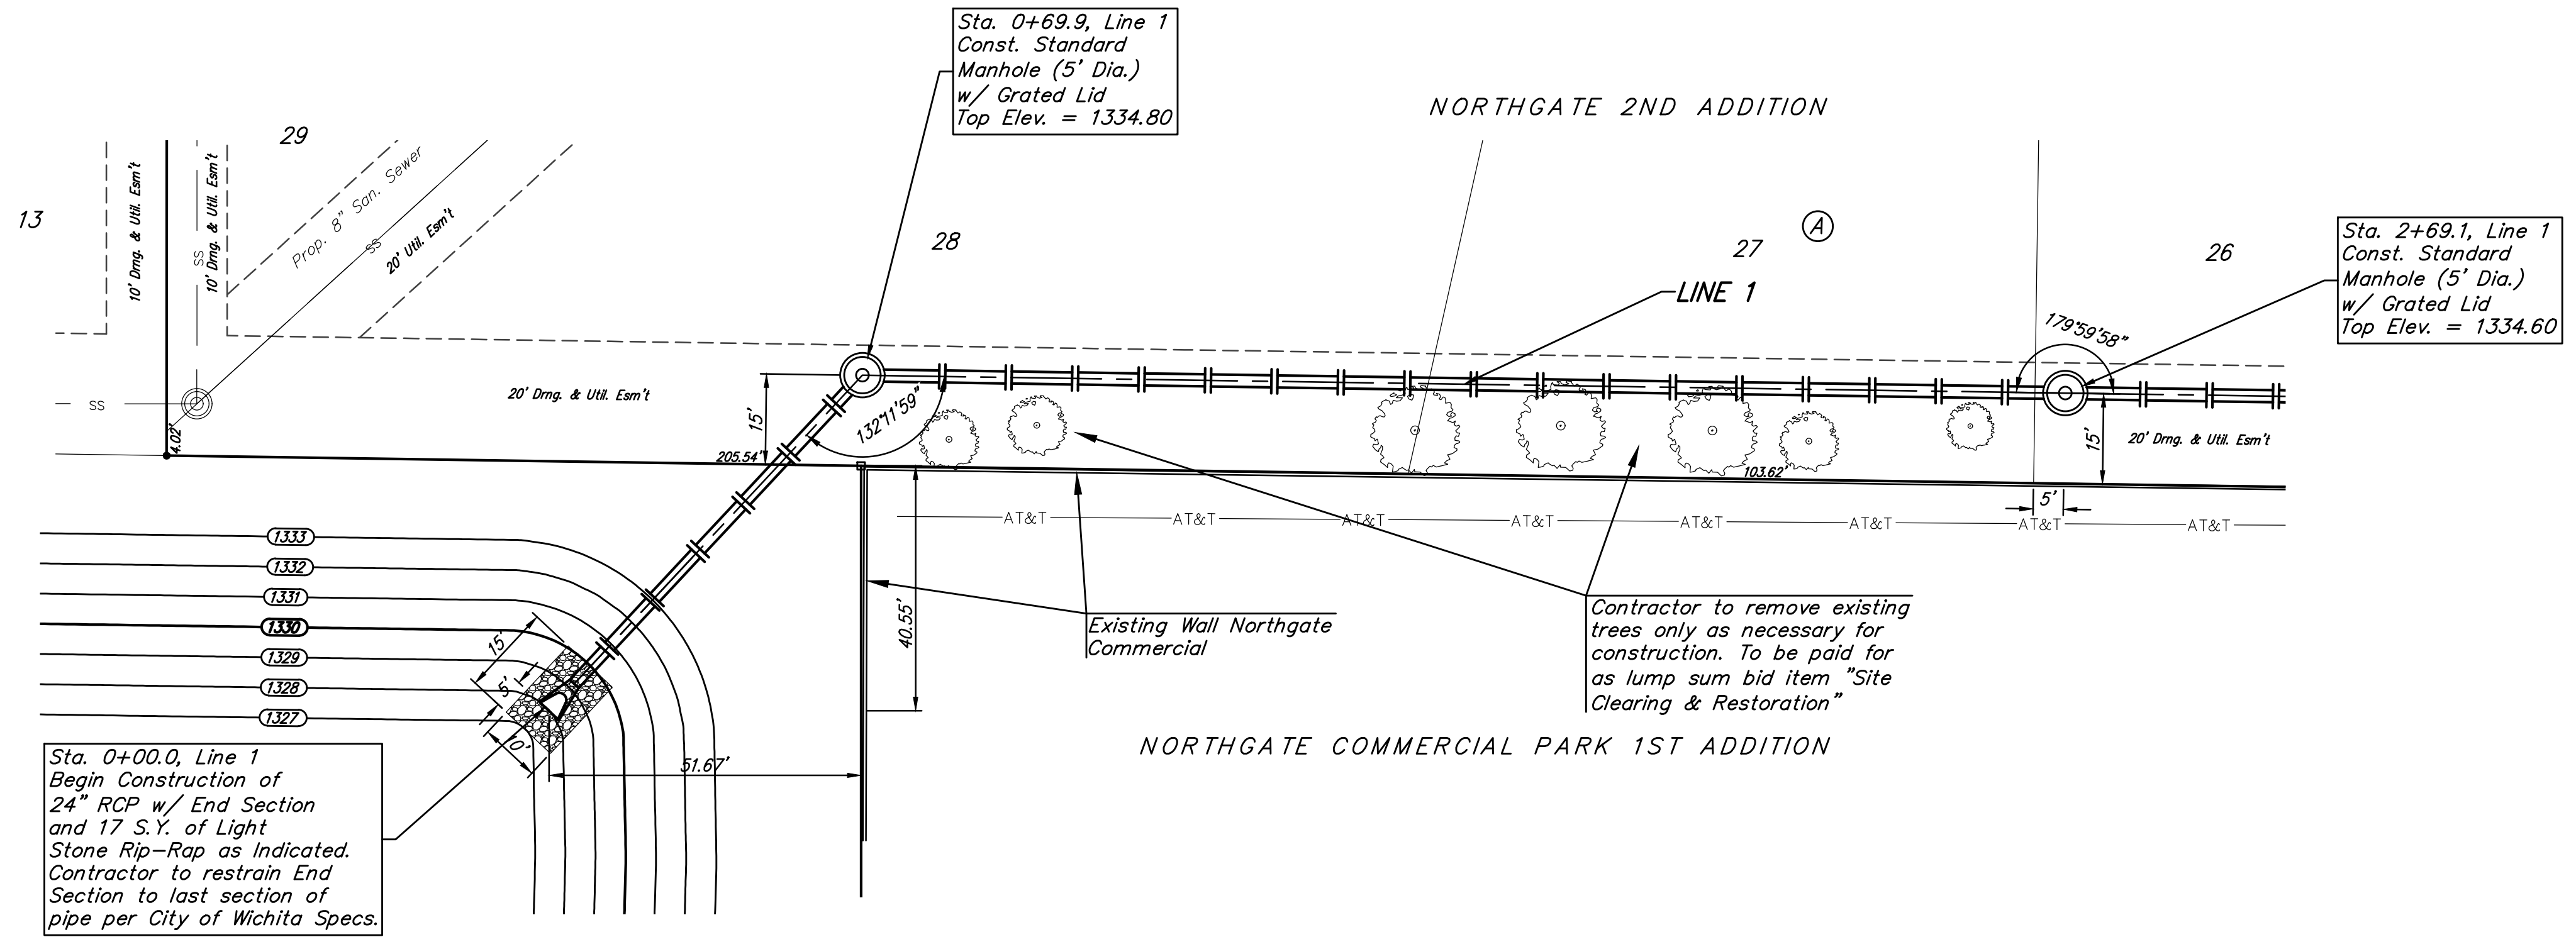 Sta. 0+69.9, Line 1
Const. Standard
Manhole (5' Dia.)
w/ Grated Lid
Top Elev. = 1334.80
NORTHGATE 2ND ADDITION
29
13
10' Drng. & Util. Esm't
SS
10' Drng. & Util. Esm't
Prop. 8" San. Sewer
SS
20' Util. Esm't
28
27
A
26
Sta. 2+69.1, Line 1
Const. Standard
Manhole (5' Dia.)
w/ Grated Lid
Top Elev. = 1334.60
LINE 1
179°59'58"
SS
4.02'
20' Drng. & Util. Esm't
15'
132°11'59"
205.54'
103.62'
15'
20' Drng. & Util. Esm't
5'
AT&T
AT&T
AT&T
AT&T
AT&T
AT&T
AT&T
AT&T
1333
1332
1331
1330
1329
1328
1327
15'
5'
10'
40.55'
51.67'
Existing Wall Northgate
Commercial
Contractor to remove existing
trees only as necessary for
construction. To be paid for
as lump sum bid item "Site
Clearing & Restoration"
NORTHGATE COMMERCIAL PARK 1ST ADDITION
Sta. 0+00.0, Line 1
Begin Construction of
24" RCP w/ End Section
and 17 S.Y. of Light
Stone Rip-Rap as Indicated.
Contractor to restrain End
Section to last section of
pipe per City of Wichita Specs.